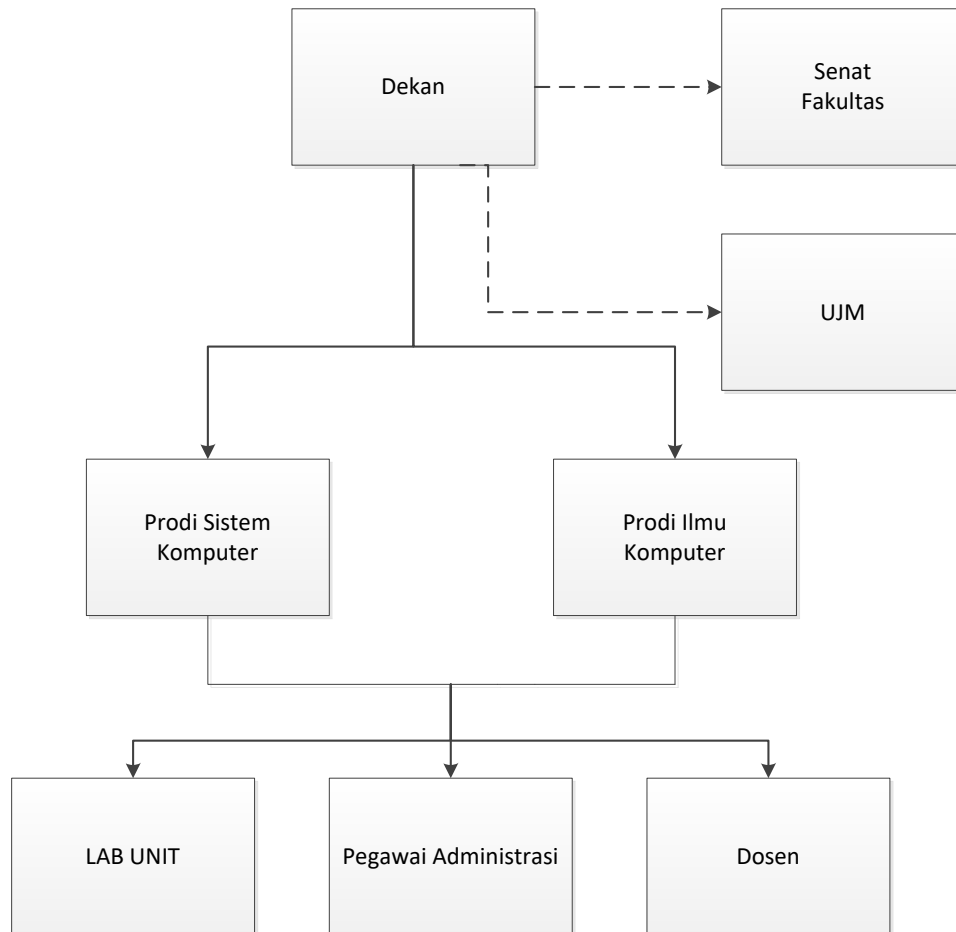 Dekan
Senat
Fakultas
UJM
Prodi Sistem
Komputer
Prodi Ilmu
Komputer
LAB UNIT
Pegawai Administrasi
Dosen